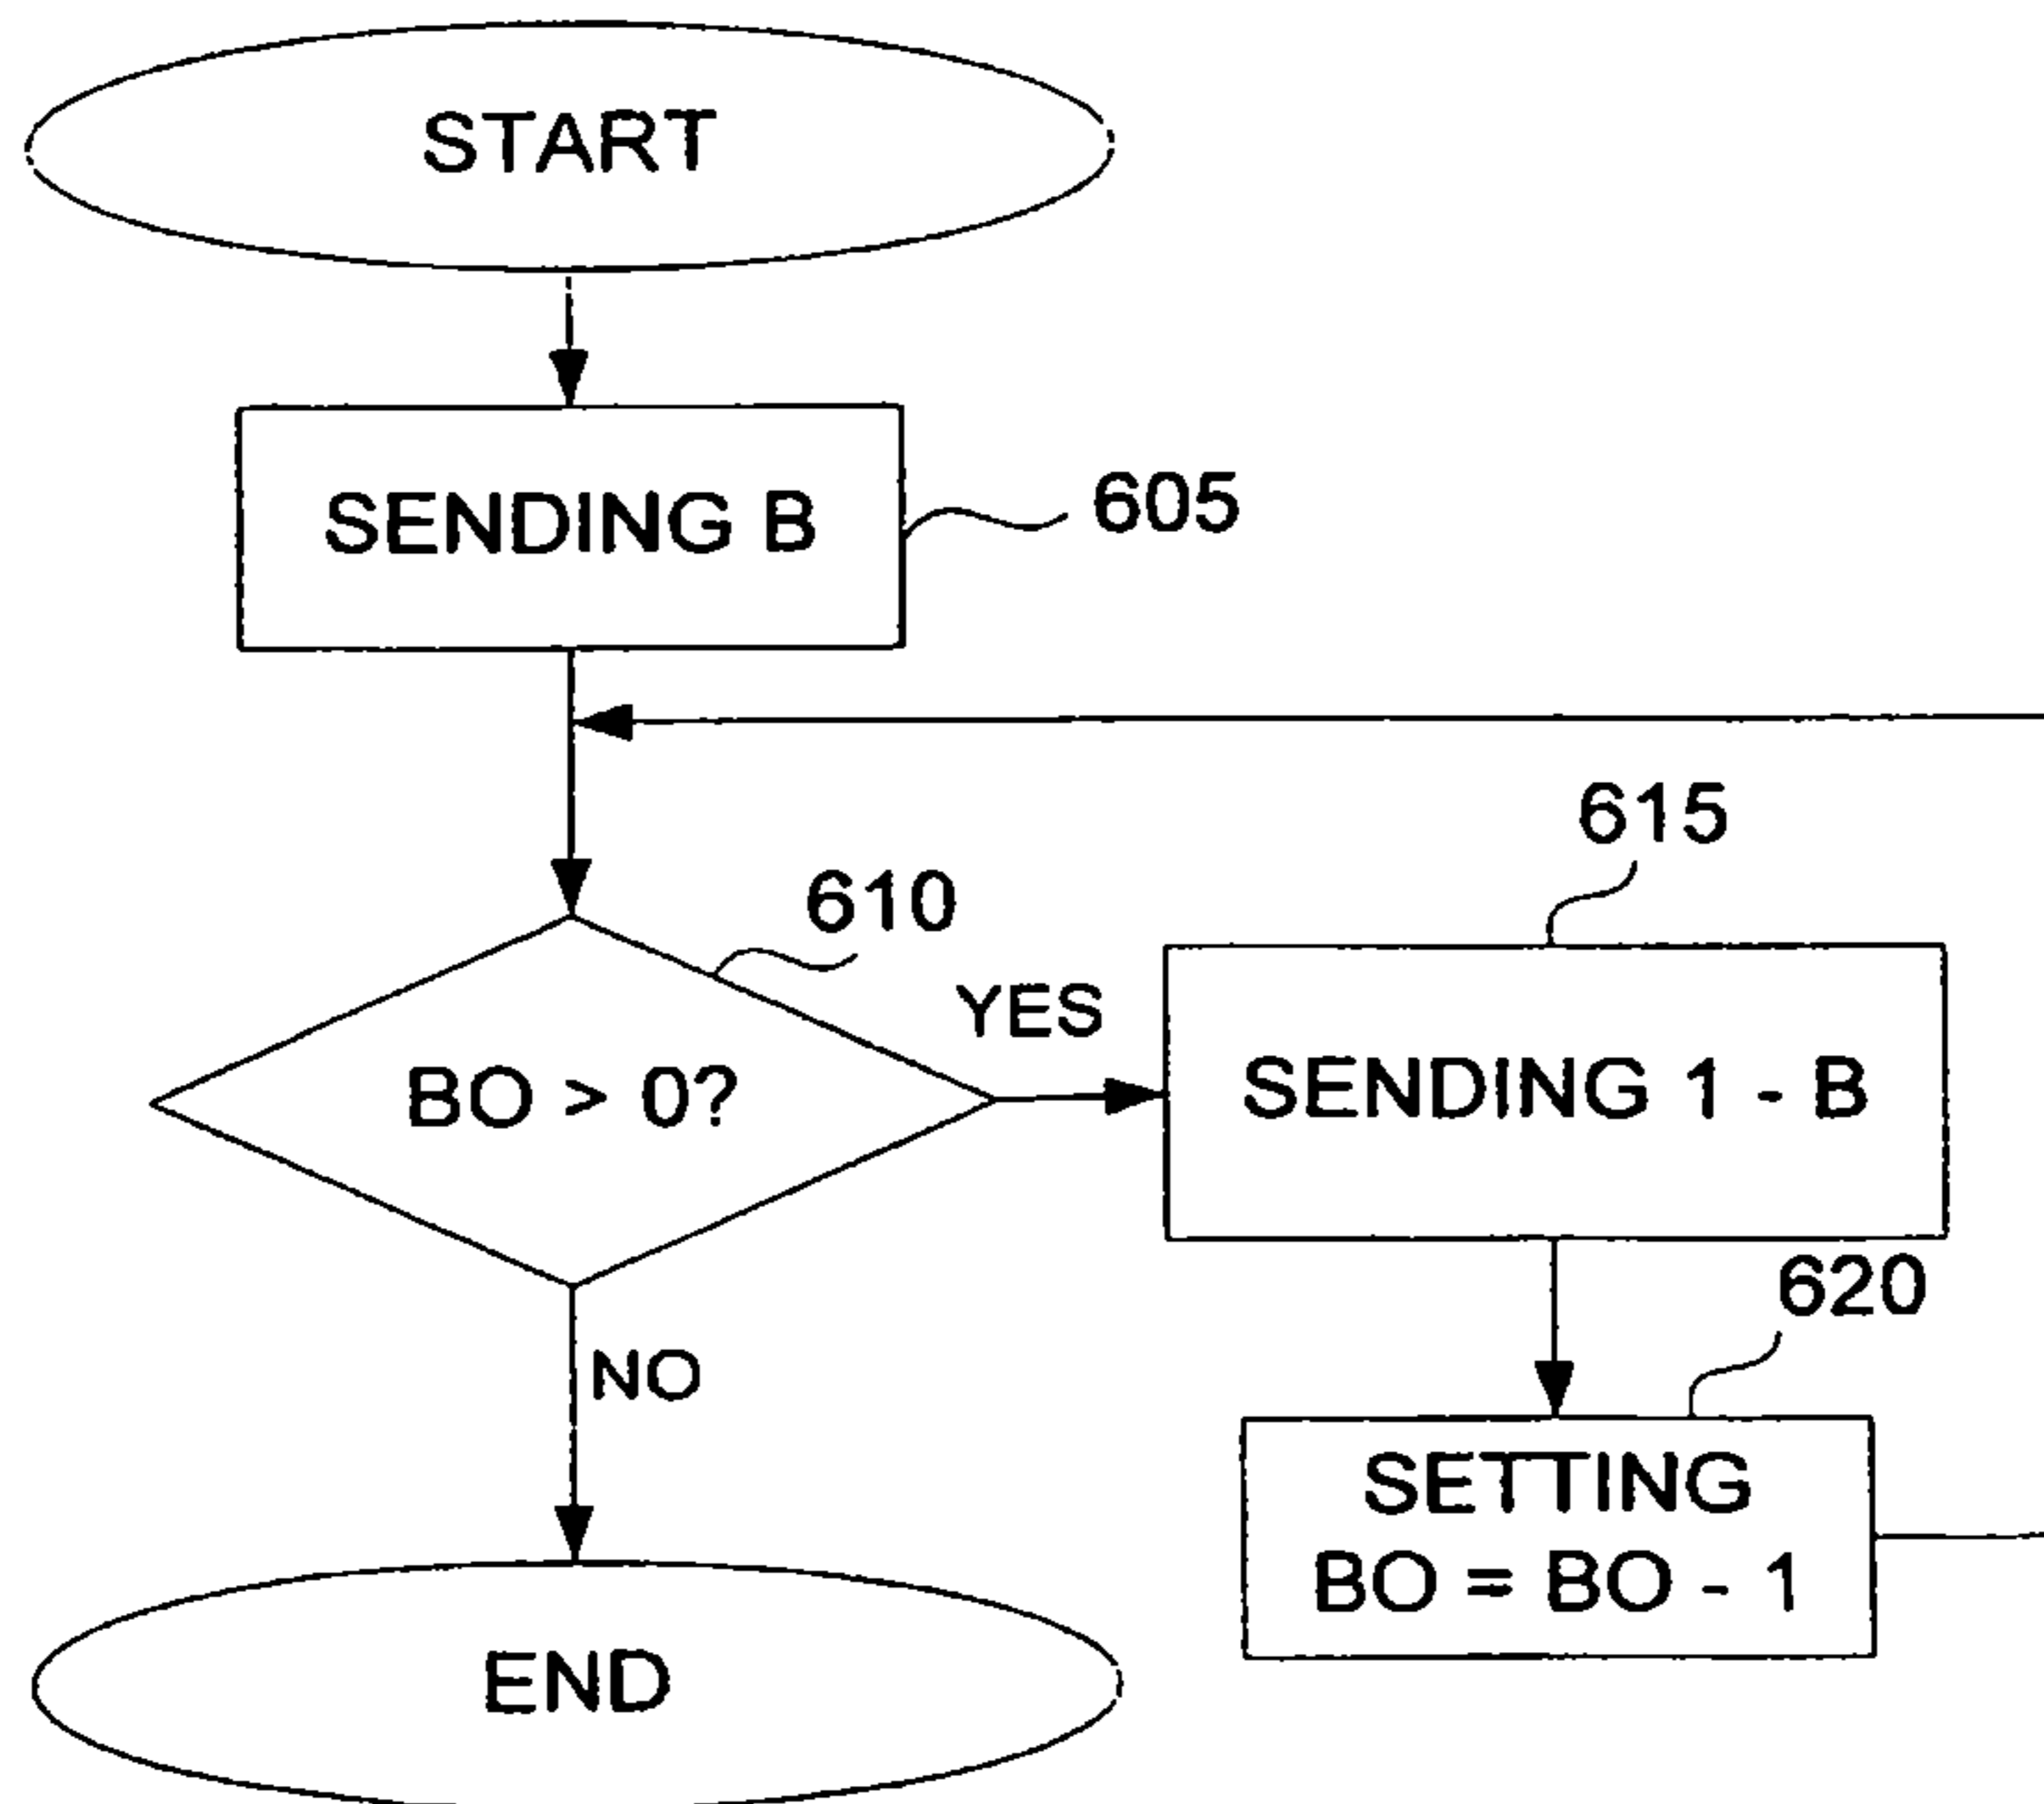 START
SENDING B
605
615
610
YES
BO > 0?
SENDING 1 - B
620
NO
SETTING
BO = BO - 1
END